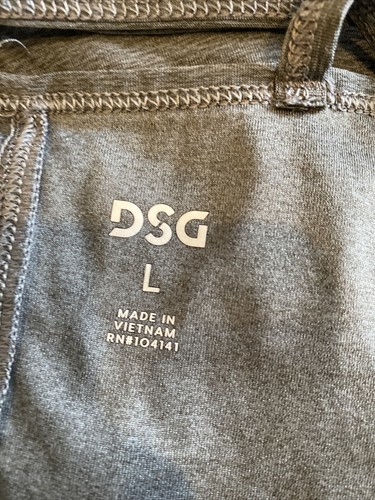 DSG
L
MADE IN
VIETNAM
RN#104141